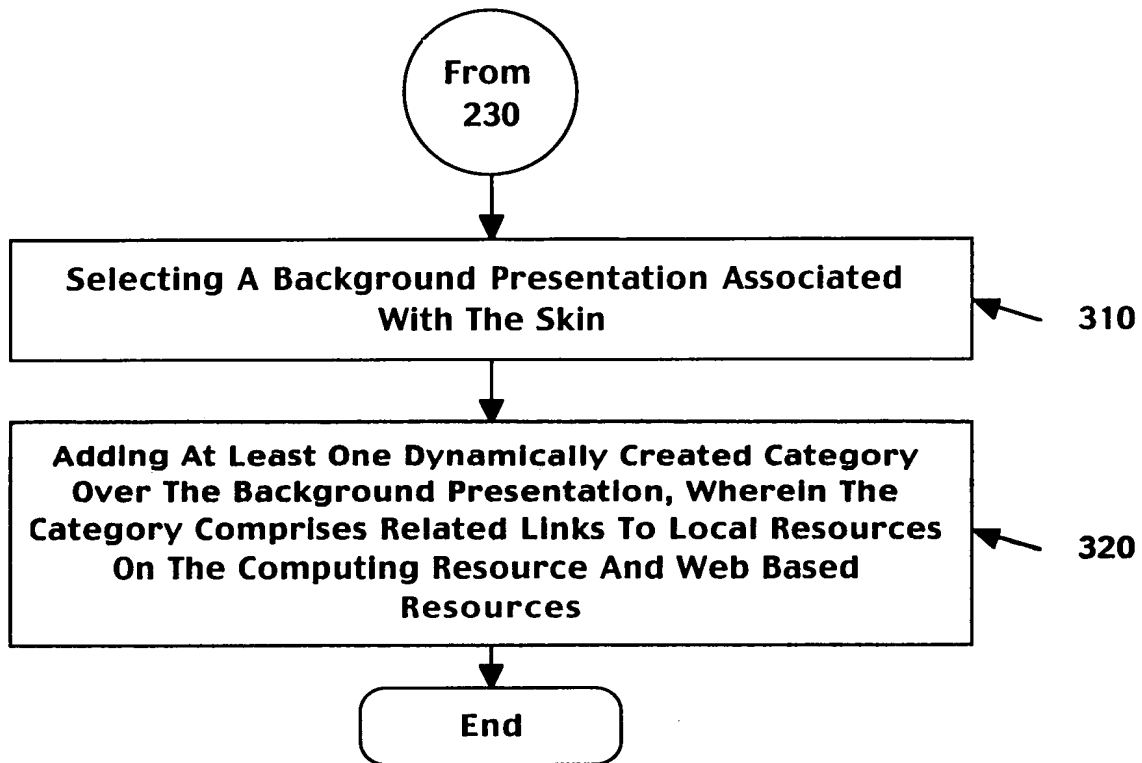 From
230
Selecting A Background Presentation Associated
With The Skin
310
Adding At Least One Dynamically Created Category
Over The Background Presentation, Wherein The
Category Comprises Related Links To Local Resources
On The Computing Resource And Web Based
Resources
320
End